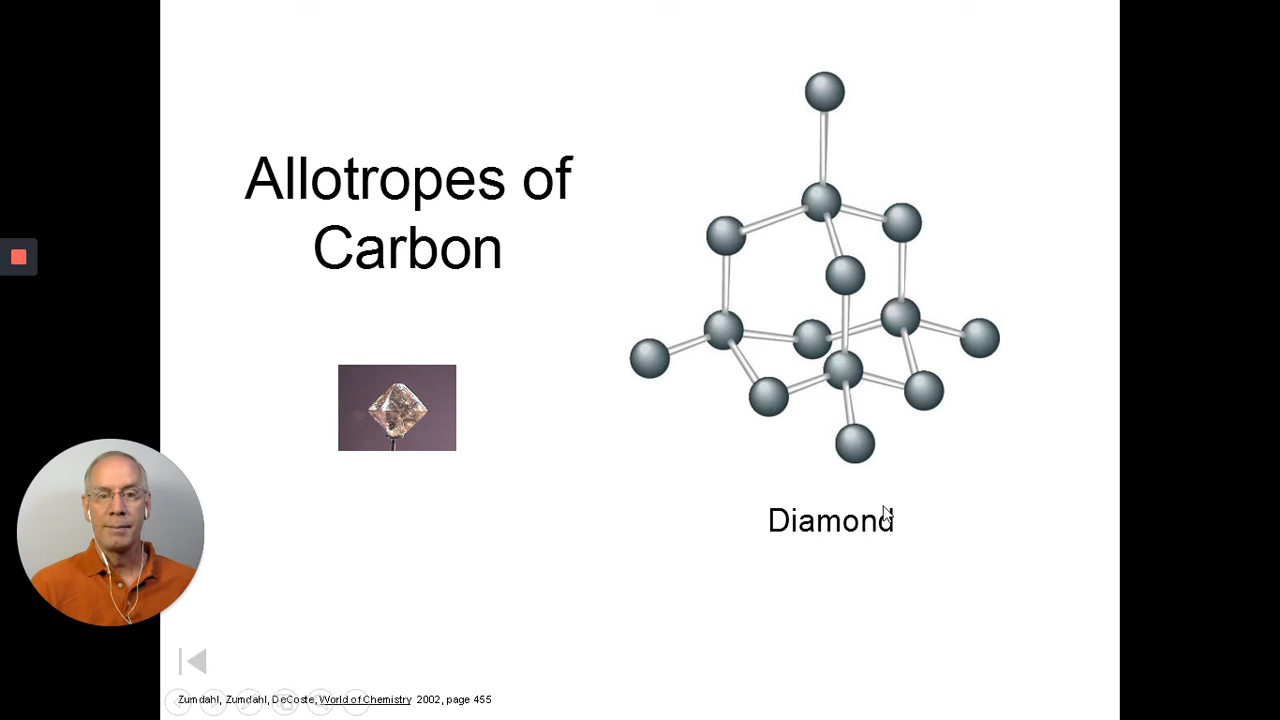 Allotropes of
Carbon
Diamond
Zumdahl, Zumdahl, DeCoste, World of Chemistry 2002, page 455